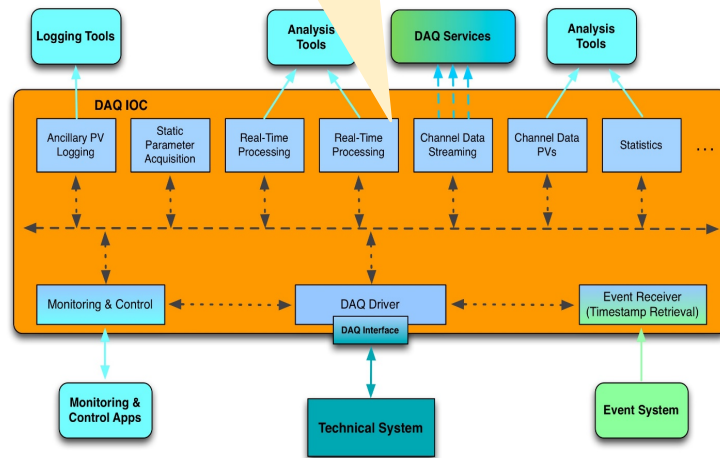 Logging Tools
Analysis
Tools
DAQ Services
Analysis
Tools
DAQ IOC
Ancillary PV
Logging
Static
Parameter
Acquisition
Real-Time
Processing
Real-Time
Processing
Channel Data
Streaming
Channel Data
PVs
Statistics
...
Monitoring & Control
DAQ Driver
DAQ Interface
Event Receiver
(Timestamp Retrieval)
Monitoring &
Control Apps
Technical System
Event System